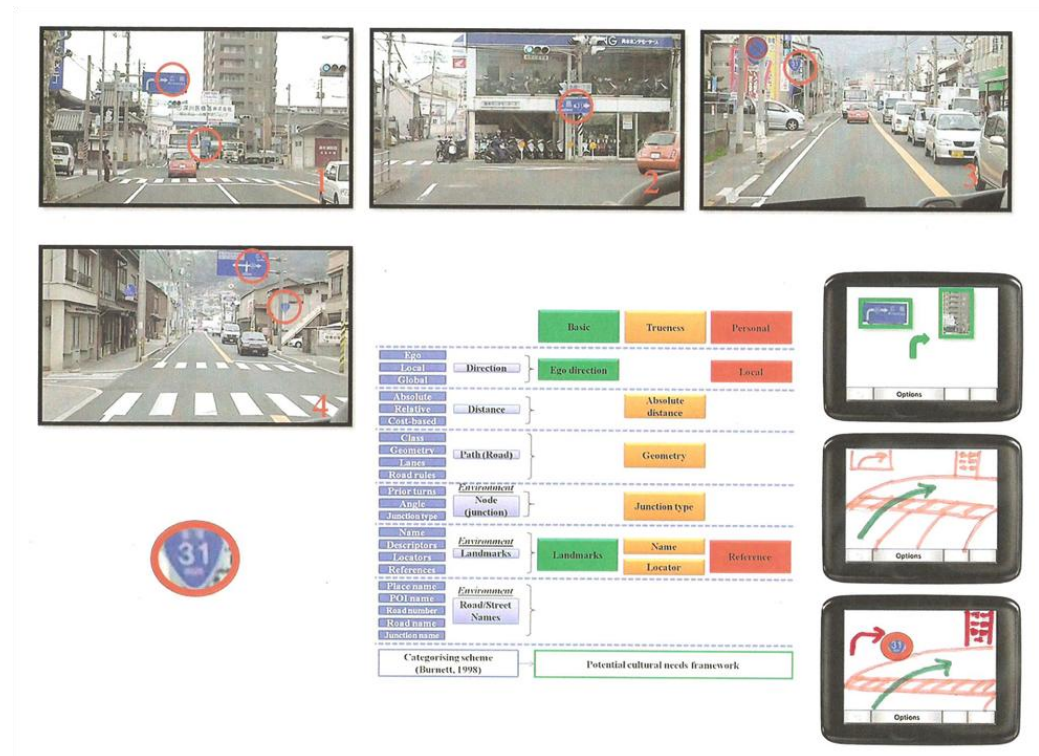 1
2
3
4
31
Basic
Trueness
Personal
Ego
Local
Global
Direction
Ego direction
Local
Absolute
Relative
Cost-based
Distance
Absolute
distance
Class
Geometry
Lanes
Road rules
Path (Road)
Geometry
Prior turns
Angle
Junction type
Environment
Node
(junction)
Junction type
Name
Descriptors
Locators
References
Environment
Landmarks
Landmarks
Name
Locator
Reference
Place name
POI name
Road number
Road name
Junction name
Environment
Road/Street
Names
Categorising scheme
(Burnett, 1998)
Potential cultural needs framework
Options
Options
31
Options